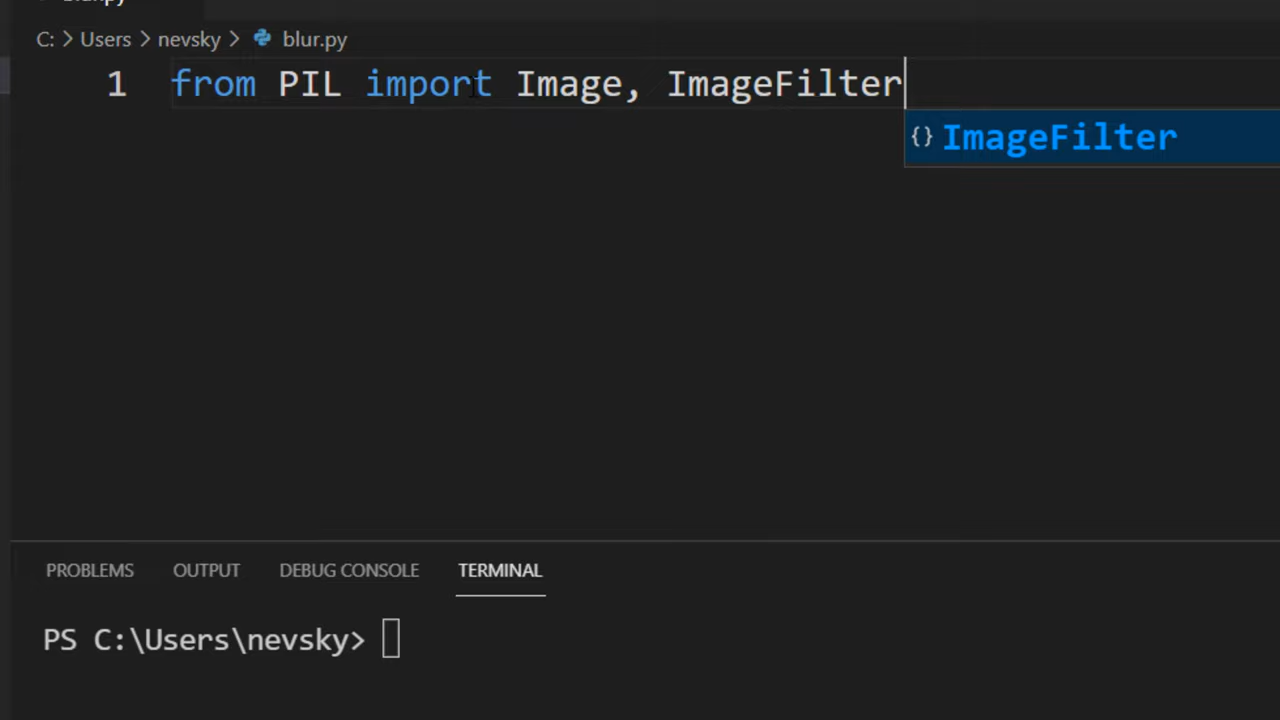 C: > Users > nevsky > blur.py
1 from PIL import Image, ImageFilter
{} ImageFilter
PROBLEMS OUTPUT DEBUG CONSOLE TERMINAL
PS C:\Users\nevsky>